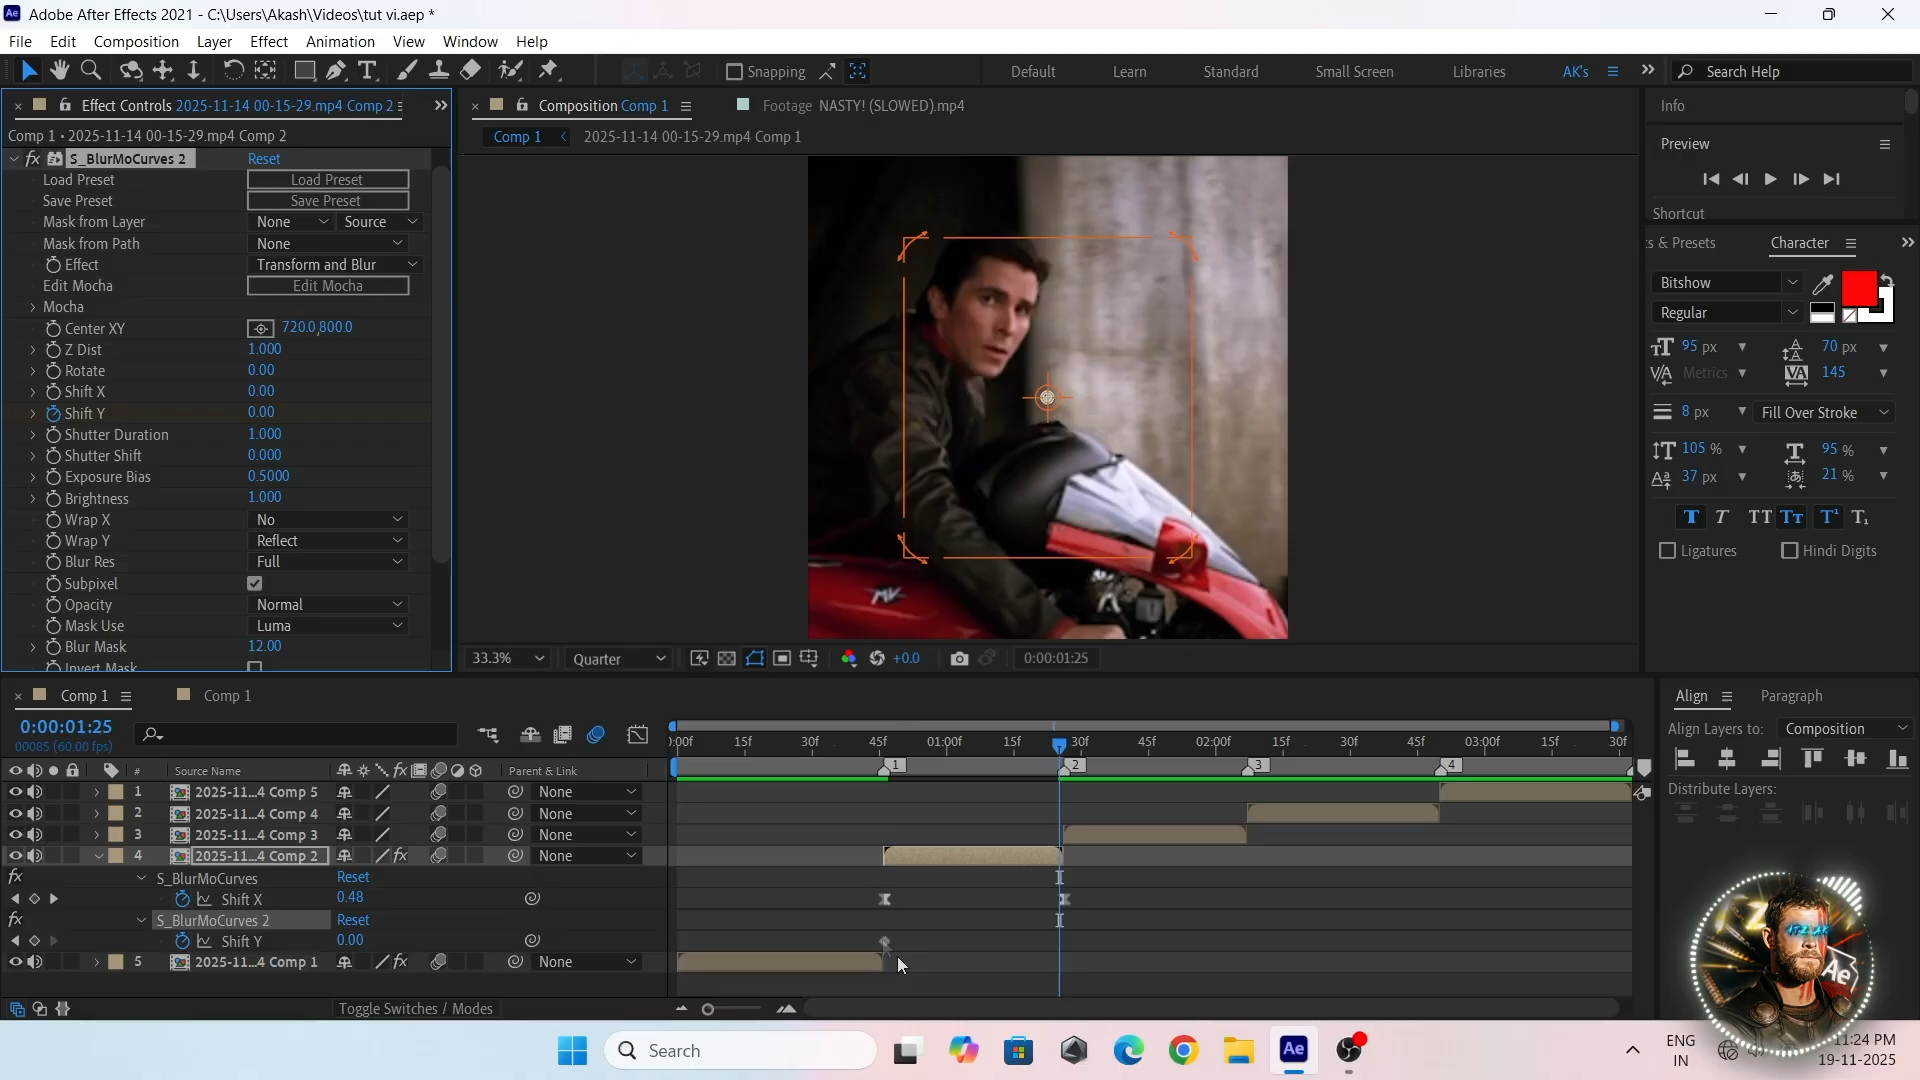 Adobe After Effects 2021 - C:\Users\Akash\Videos\tut vi.aep *
File Edit Composition Layer Effect Animation View Window Help
Snapping Default Learn Standard Small Screen Libraries AK's Search Help
Effect Controls 2025-11-14 00-15-29.mp4 Comp 2
Comp 1 • 2025-11-14 00-15-29.mp4 Comp 2
fx S_BlurMoCurves 2 Reset
Load Preset Load Preset
Save Preset Save Preset
Mask from Layer None Source
Mask from Path None
Effect Transform and Blur
Edit Mocha Edit Mocha
Mocha
Center XY 720.0,800.0
Z Dist 1.000
Rotate 0.00
Shift X 0.00
Shift Y 0.00
Shutter Duration 1.000
Shutter Shift 0.000
Exposure Bias 0.5000
Brightness 1.000
Wrap X No
Wrap Y Reflect
Blur Res Full
Subpixel
Opacity Normal
Mask Use Luma
Blur Mask 12.00
Invert Mask
Composition Comp 1 Footage NASTY! (SLOWED).mp4
Comp 1 < 2025-11-14 00-15-29.mp4 Comp 1
MV
33.3% Quarter +0.0 0:00:01:25
Info
Preview
Shortcut
s & Presets Character
Bitshow
Regular
95 px 70 px
Metrics 145
8 px Fill Over Stroke
105 % 95 %
37 px 21 %
T T TT Tt T¹ T₁
Ligatures Hindi Digits
Comp 1 Comp 1
0:00:01:25
00085 (60.00 fps)
):00f 15f 30f 45f 01:00f 15f 30f 45f 02:00f 15f 30f 45f 03:00f 15f 30f
1 2 3 4
# Source Name fx Parent & Link
1 2025-11...4 Comp 5 None
2 2025-11...4 Comp 4 None
3 2025-11...4 Comp 3 None
4 2025-11...4 Comp 2 fx None
fx S_BlurMoCurves Reset
Shift X 0.48
fx S_BlurMoCurves 2 Reset
Shift Y 0.00
5 2025-11...4 Comp 1 fx None
Toggle Switches / Modes
Align Paragraph
Align Layers to: Composition
Distribute Layers:
Ae
Search
Ae
ENG
IN
11:24 PM
19-11-2025